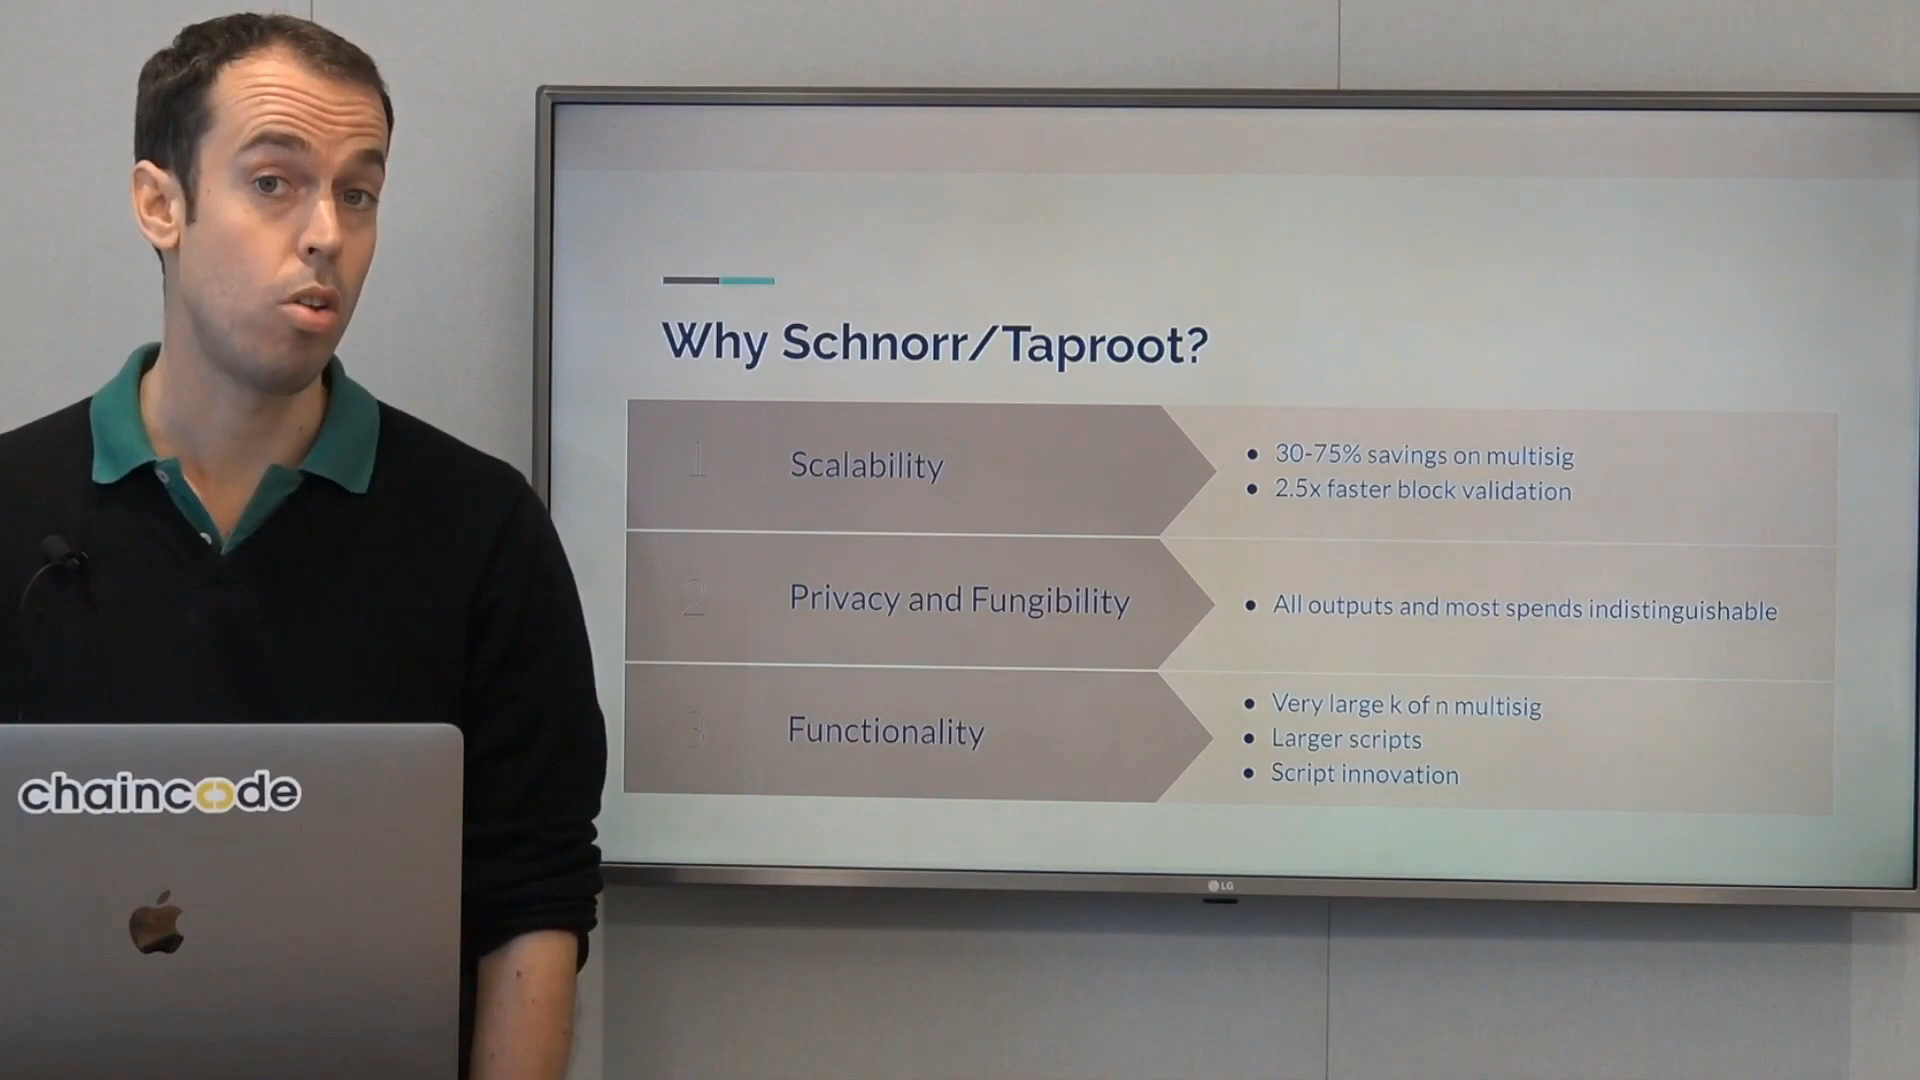 Why Schnorr/Taproot?
1
Scalability
• 30-75% savings on multisig
• 2.5x faster block validation
2
Privacy and Fungibility
• All outputs and most spends indistinguishable
3
Functionality
• Very large k of n multisig
• Larger scripts
• Script innovation
chaincode
LG